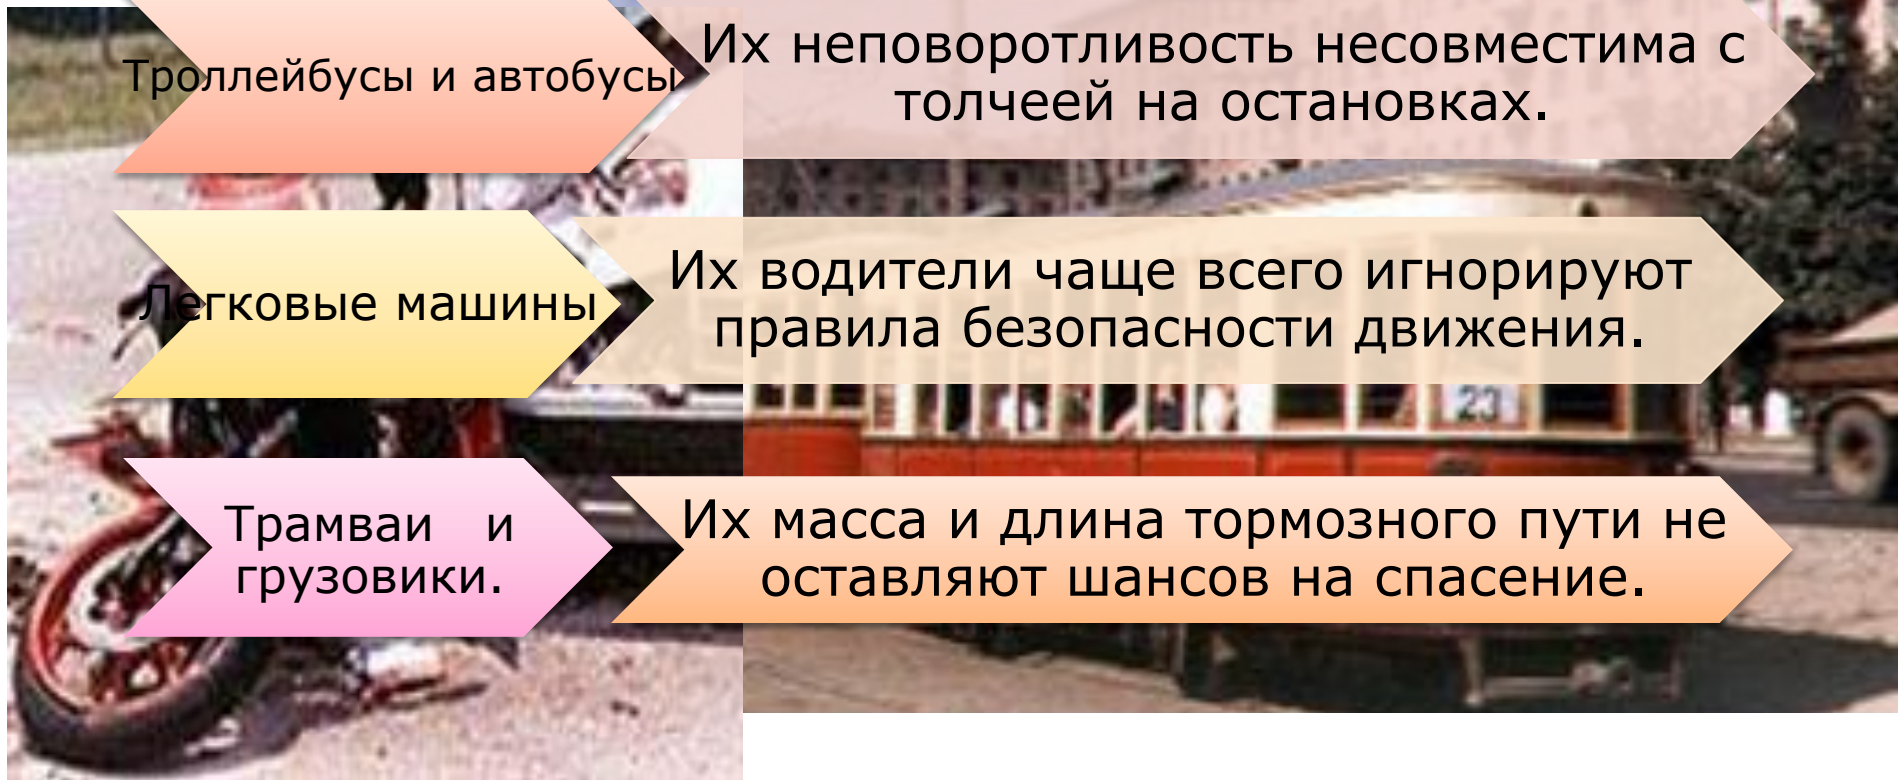 Троллейбусы и автобусы
Их неповоротливость несовместима с
толчеей на остановках.
Легковые машины
Их водители чаще всего игнорируют
правила безопасности движения.
23
Трамваи и
грузовики.
Их масса и длина тормозного пути не
оставляют шансов на спасение.